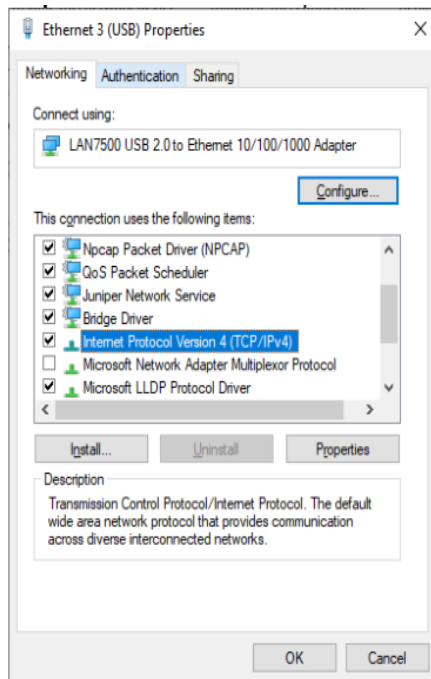 Ethernet 3 (USB) Properties
Networking Authentication Sharing
Connect using:
LAN7500 USB 2.0 to Ethernet 10/100/1000 Adapter
Configure...
This connection uses the following items:
Npcap Packet Driver (NPCAP)
QoS Packet Scheduler
Juniper Network Service
Bridge Driver
Internet Protocol Version 4 (TCP/IPv4)
Microsoft Network Adapter Multiplexor Protocol
Microsoft LLDP Protocol Driver
Install... Uninstall Properties
Description
Transmission Control Protocol/Internet Protocol. The default
wide area network protocol that provides communication
across diverse interconnected networks.
OK Cancel